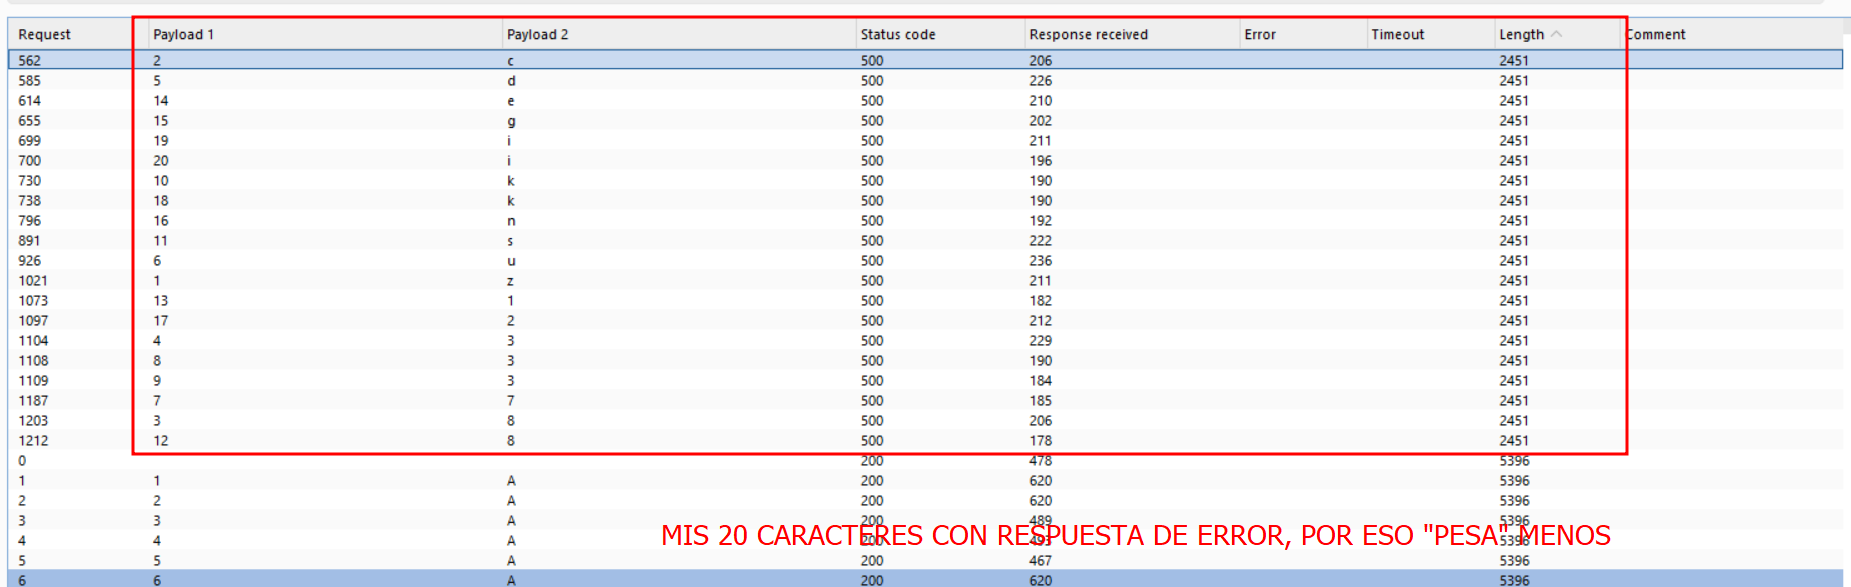 Request Payload 1 Payload 2 Status code Response received Error Timeout Length Comment
562 2 c 500 206 2451
585 5 d 500 226 2451
614 14 e 500 210 2451
655 15 g 500 202 2451
699 19 i 500 211 2451
700 20 i 500 196 2451
730 10 k 500 190 2451
738 18 k 500 190 2451
796 16 n 500 192 2451
891 11 s 500 222 2451
926 6 u 500 236 2451
1021 1 z 500 211 2451
1073 13 1 500 182 2451
1097 17 2 500 212 2451
1104 4 3 500 229 2451
1108 8 3 500 190 2451
1109 9 3 500 184 2451
1187 7 7 500 185 2451
1203 3 8 500 206 2451
1212 12 8 500 178 2451
0 200 478 5396
1 1 A 200 620 5396
2 2 A 200 620 5396
3 3 A 200 489 5396
MIS 20 CARACTERES CON RESPUESTA DE ERROR, POR ESO "PESA" MENOS
4 4 A 200 493 5396
5 5 A 200 467 5396
6 6 A 200 620 5396